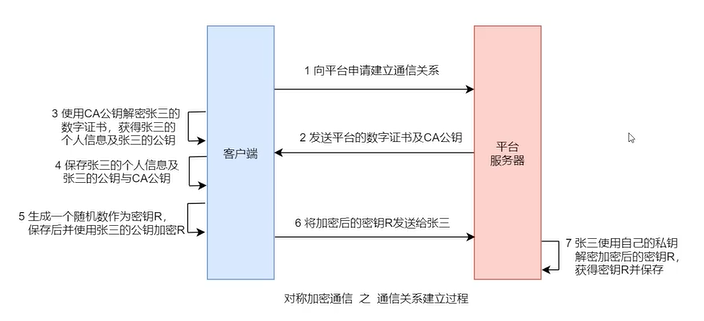 1 向平台申请建立通信关系
3 使用CA公钥解密张三的
数字证书，获得张三的
个人信息及张三的公钥
2 发送平台的数字证书及CA公钥
客户端
平台
服务器
4 保存张三的个人信息及
张三的公钥与CA公钥
5 生成一个随机数作为密钥R，
保存后并使用张三的公钥加密R
6 将加密后的密钥R发送给张三
7 张三使用自己的私钥
解密加密后的密钥R，
获得密钥R并保存
对称加密通信 之 通信关系建立过程